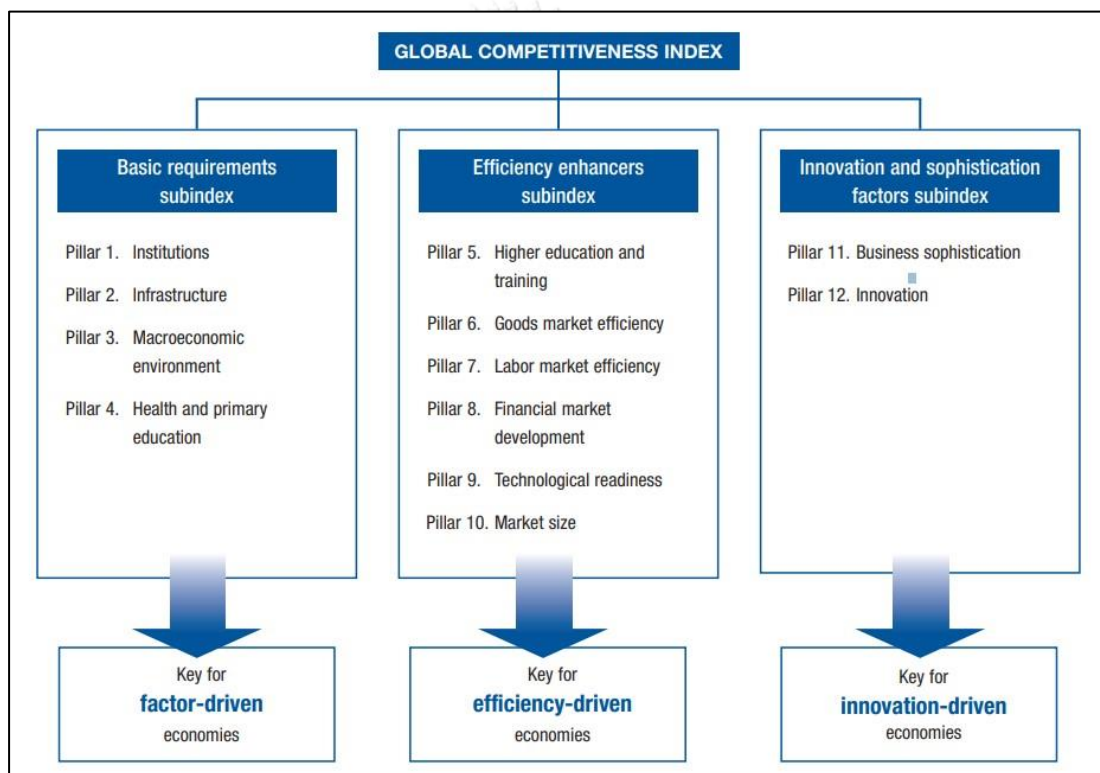 GLOBAL COMPETITIVENESS INDEX
Basic requirements
subindex
Pillar 1. Institutions
Pillar 2. Infrastructure
Pillar 3. Macroeconomic
environment
Pillar 4. Health and primary
education
Key for
factor-driven
economies
Efficiency enhancers
subindex
Pillar 5. Higher education and
training
Pillar 6. Goods market efficiency
Pillar 7. Labor market efficiency
Pillar 8. Financial market
development
Pillar 9. Technological readiness
Pillar 10. Market size
Key for
efficiency-driven
economies
Innovation and sophistication
factors subindex
Pillar 11. Business sophistication
Pillar 12. Innovation
Key for
innovation-driven
economies